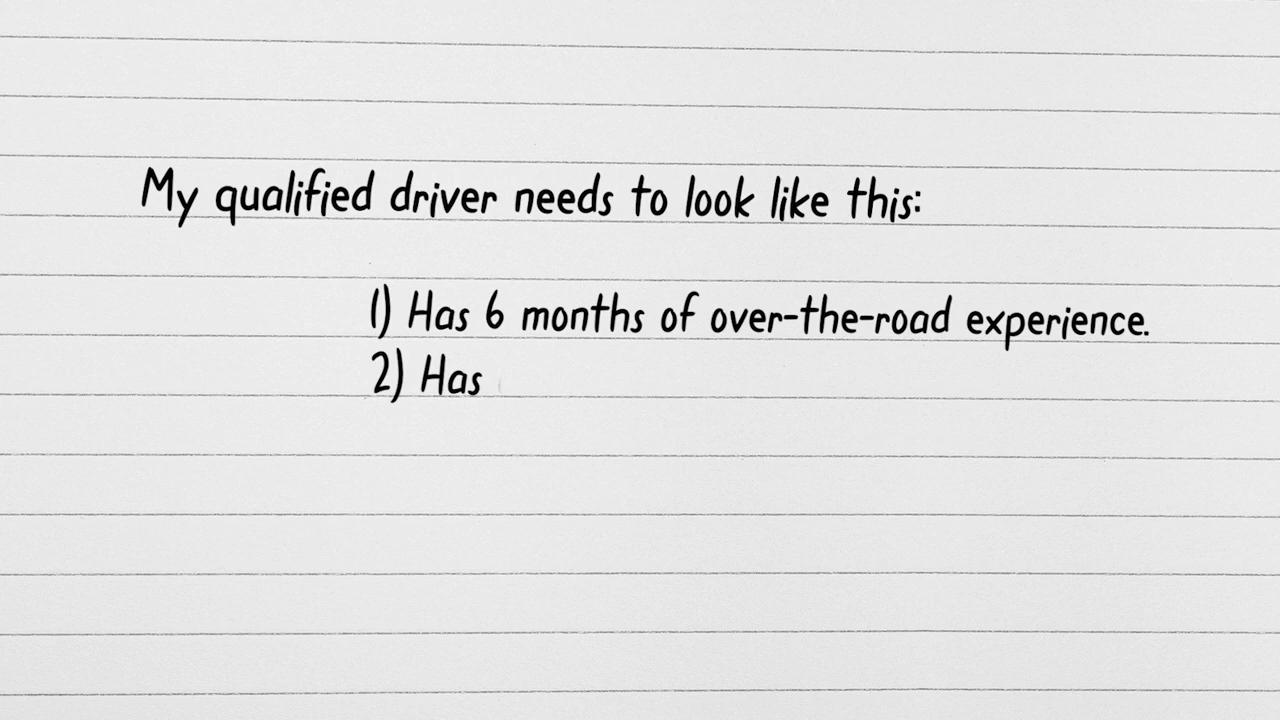 My qualified driver needs to look like this:
1) Has 6 months of over-the-road experience.
2) Has